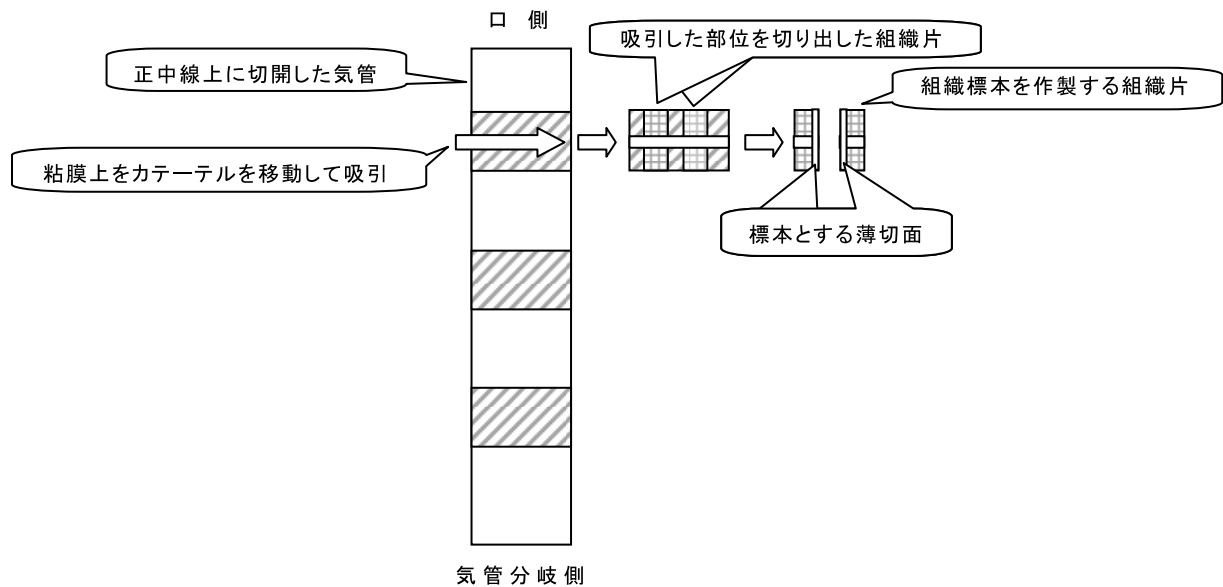 口 側
吸引した部位を切り出した組織片
正中線上に切開した気管
組織標本を作製する組織片
粘膜上をカテーテルを移動して吸引
標本とする薄切面
気管分岐側